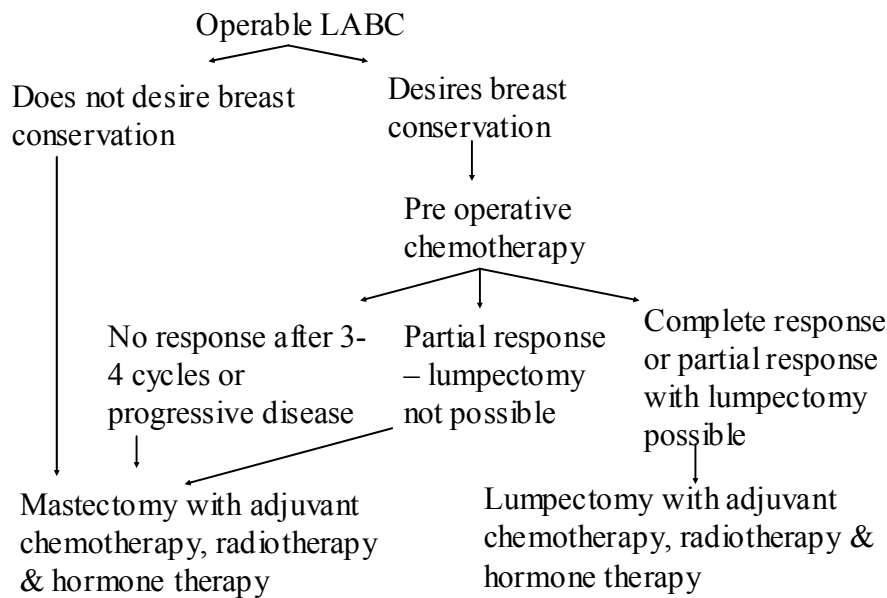 Operable LABC
Does not desire breast
conservation
Desires breast
conservation
Pre operative
chemotherapy
No response after 3-
4 cycles or
progressive disease
Partial response
– lumpectomy
not possible
Complete response
or partial response
with lumpectomy
possible
Mastectomy with adjuvant
chemotherapy, radiotherapy
& hormone therapy
Lumpectomy with adjuvant
chemotherapy, radiotherapy &
hormone therapy